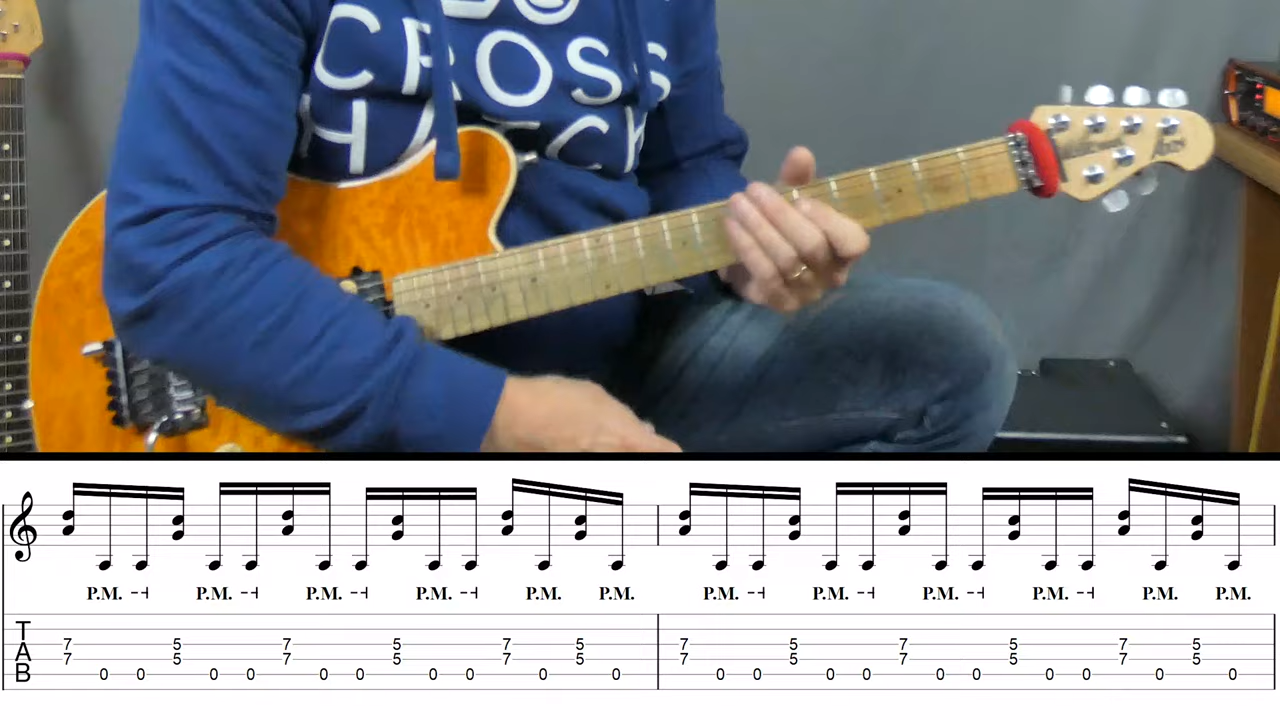 CROSS
HATCH
P.M. P.M. P.M. P.M. P.M. P.M. P.M. P.M. P.M. P.M. P.M. P.M.
T
7 5 7 5 7 5 7 5 7 5 7 5
A 7 5 7 5 7 5 7 5 7 5 7 5
B 0 0 0 0 0 0 0 0 0 0 0 0 0 0 0 0 0 0 0 0